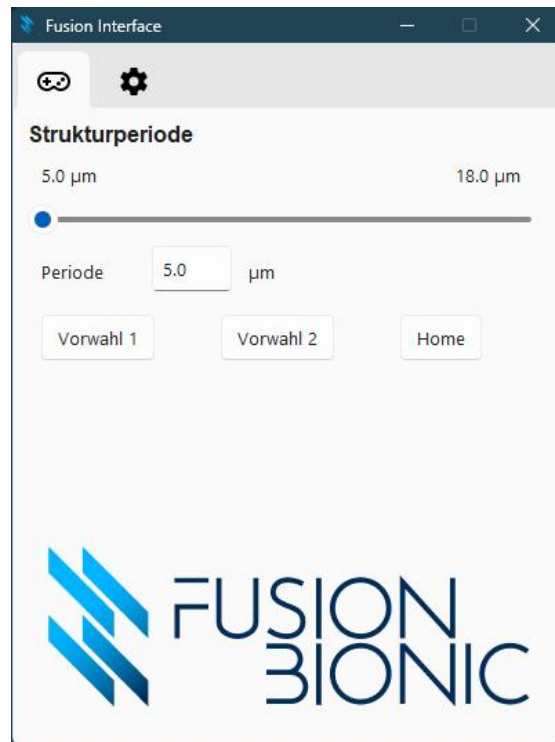 Fusion Interface
Strukturperiode
5.0 µm 18.0 µm
Periode 5.0 µm
Vorwahl 1 Vorwahl 2 Home
FUSION
BIONIC